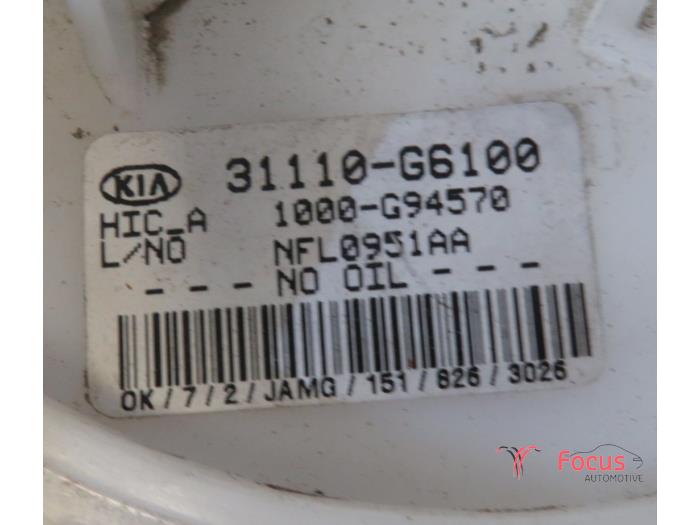 KIA 31110-G6100
HIC_A 1000-G94570
L/NO NFL0951AA
- - - NO OIL - - -
OK/7/2/JAMG/151/826/3026
Focus
AUTOMOTIVE